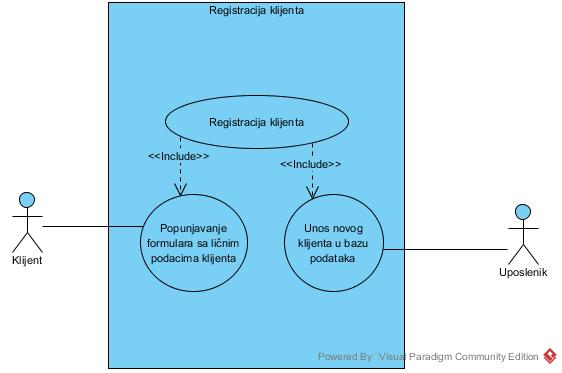 Registracija klijenta
Registracija klijenta
<<Include>>
<<Include>>
Popunjavanje
formulara sa ličnim
podacima klijenta
Unos novog
klijenta u bazu
podataka
Klijent
Uposlenik
Powered By Visual Paradigm Community Edition